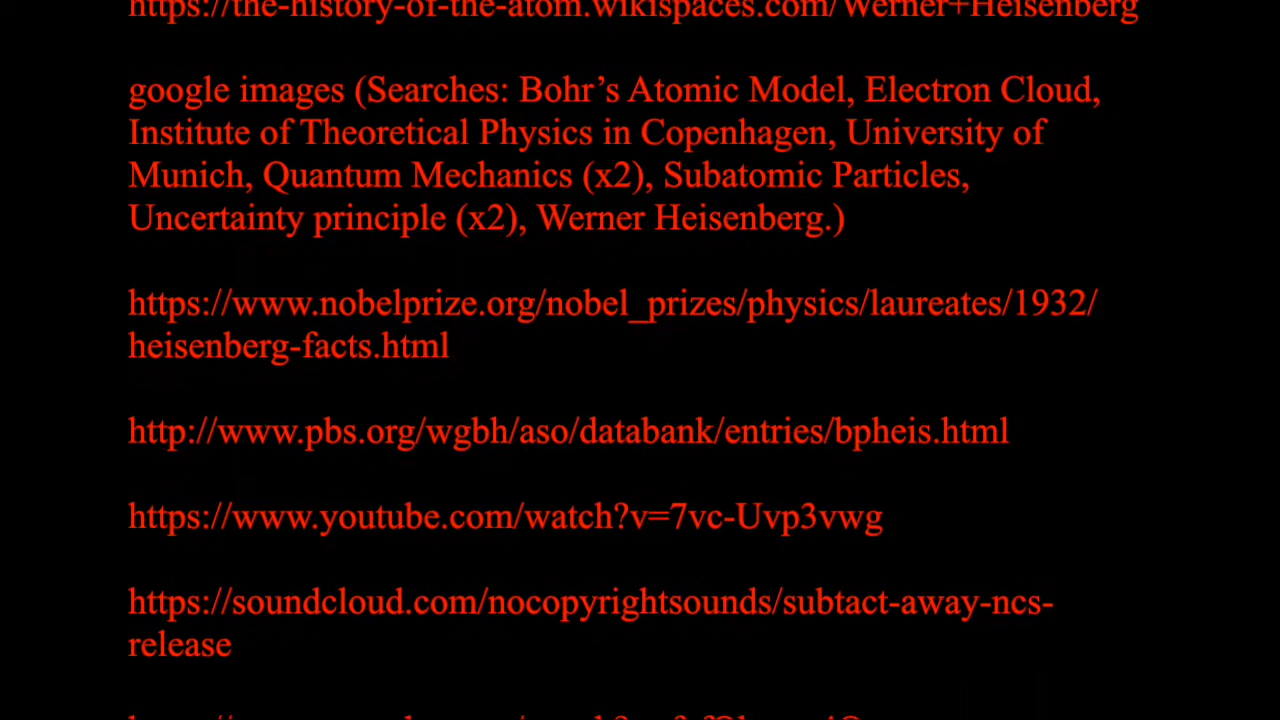 https://the-history-of-the-atom.wikispaces.com/Werner+Heisenberg
google images (Searches: Bohr’s Atomic Model, Electron Cloud,
Institute of Theoretical Physics in Copenhagen, University of
Munich, Quantum Mechanics (x2), Subatomic Particles,
Uncertainty principle (x2), Werner Heisenberg.)
https://www.nobelprize.org/nobel_prizes/physics/laureates/1932/
heisenberg-facts.html
http://www.pbs.org/wgbh/aso/databank/entries/bpheis.html
https://www.youtube.com/watch?v=7vc-Uvp3vwg
https://soundcloud.com/nocopyrightsounds/subtact-away-ncs-
release